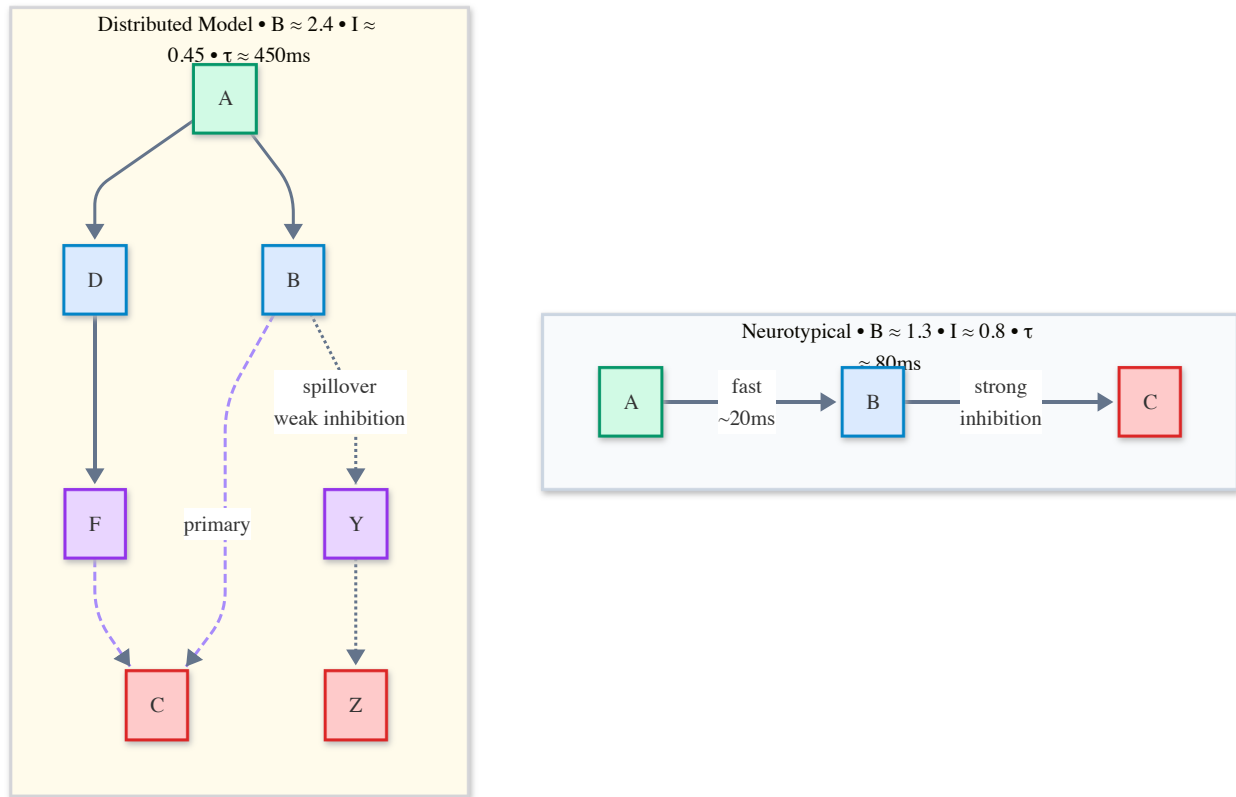 Distributed Model • B ≈ 2.4 • I ≈
0.45 • τ ≈ 450ms
A
D
B
spillover
weak inhibition
F
primary
Y
C
Z
Neurotypical • B ≈ 1.3 • I ≈ 0.8 • τ
≈ 80ms
A
fast
~20ms
B
strong
inhibition
C